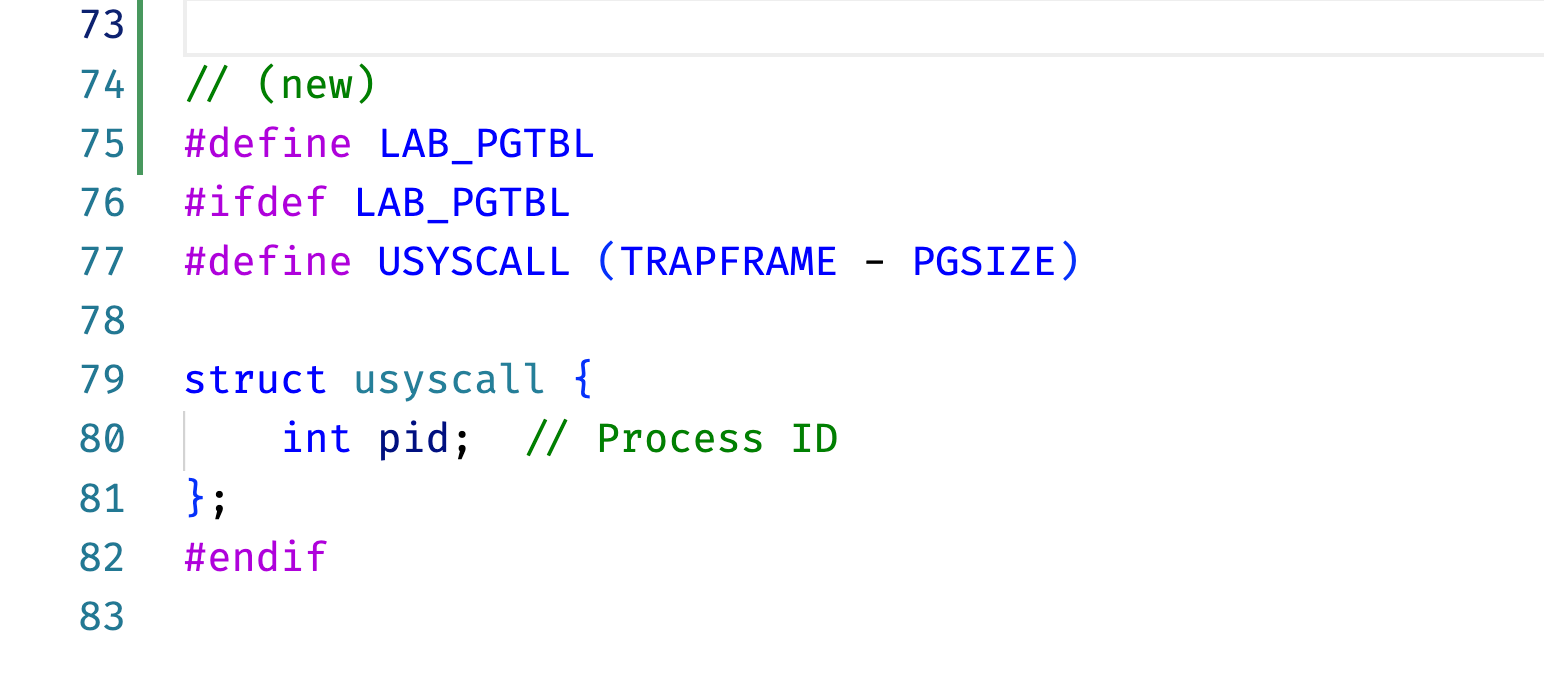 73
74 // (new)
75 #define LAB_PGTBL
76 #ifdef LAB_PGTBL
77 #define USYSCALL (TRAPFRAME - PGSIZE)
78
79 struct usyscall {
80     int pid;  // Process ID
81 };
82 #endif
83